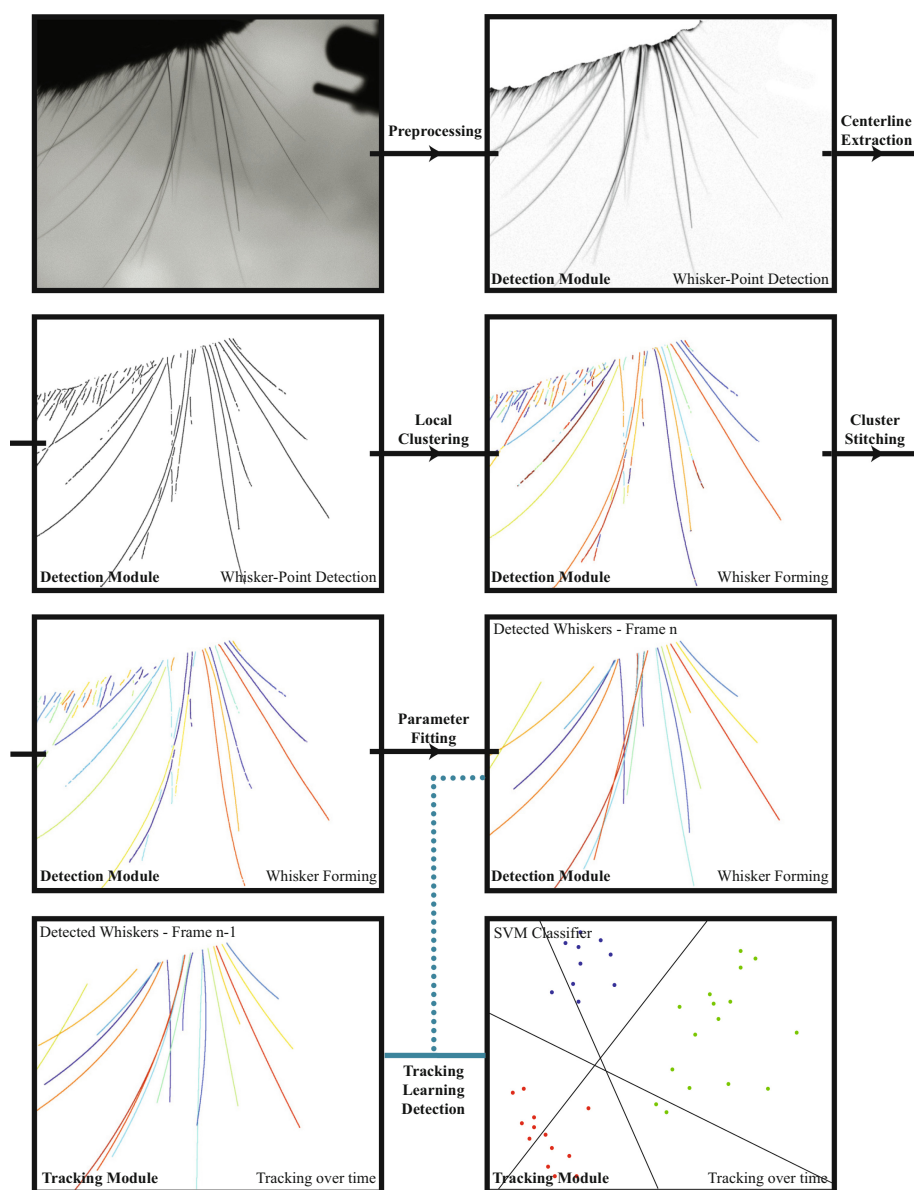 Preprocessing
Centerline
Extraction
Detection Module
Whisker-Point Detection
Detection Module
Whisker-Point Detection
Local
Clustering
Detection Module
Whisker Forming
Cluster
Stitching
Detection Module
Whisker Forming
Parameter
Fitting
Detected Whiskers - Frame n
Detection Module
Whisker Forming
Detected Whiskers - Frame n-1
Tracking Module
Tracking over time
Tracking
Learning
Detection
SVM Classifier
Tracking Module
Tracking over time